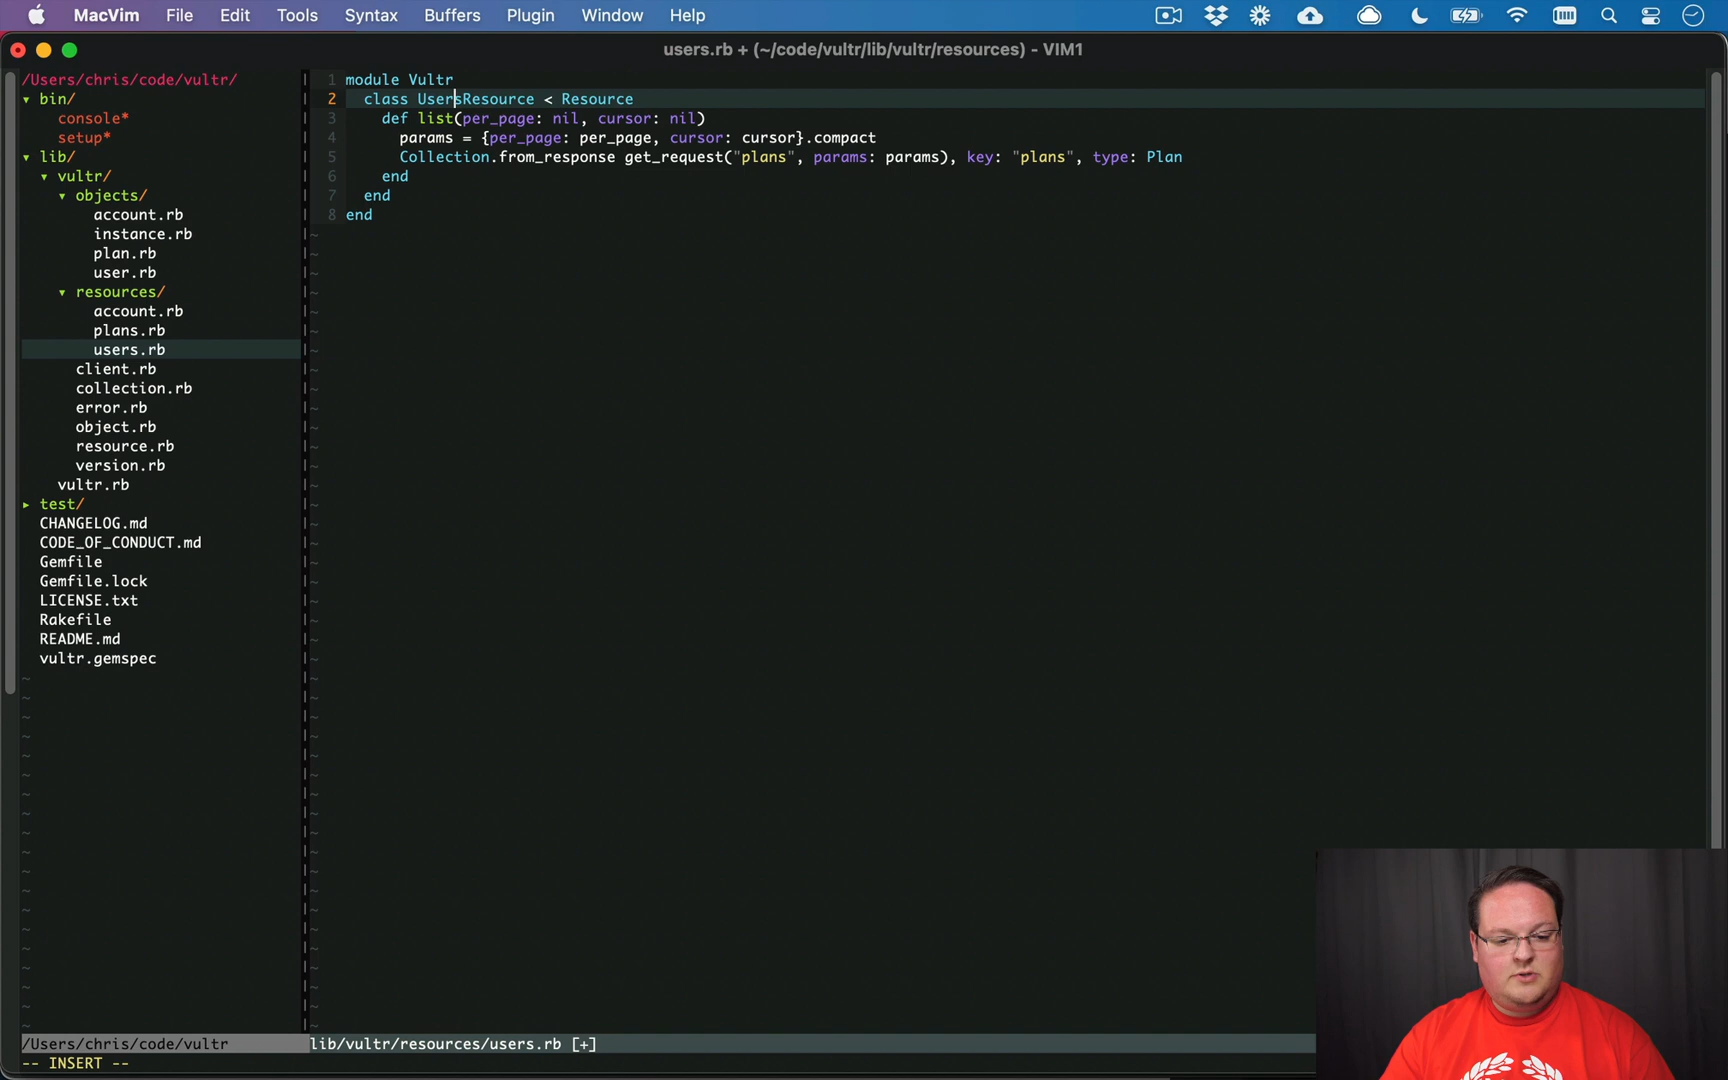 MacVim File Edit Tools Syntax Buffers Plugin Window Help
users.rb + (~/code/vultr/lib/vultr/resources) - VIM1
/Users/chris/code/vultr/
▾ bin/
console*
setup*
▾ lib/
▾ vultr/
▾ objects/
account.rb
instance.rb
plan.rb
user.rb
▾ resources/
account.rb
plans.rb
users.rb
client.rb
collection.rb
error.rb
object.rb
resource.rb
version.rb
vultr.rb
▸ test/
CHANGELOG.md
CODE_OF_CONDUCT.md
Gemfile
Gemfile.lock
LICENSE.txt
Rakefile
README.md
vultr.gemspec
1 module Vultr
2 class UsersResource < Resource
3 def list(per_page: nil, cursor: nil)
4 params = {per_page: per_page, cursor: cursor}.compact
5 Collection.from_response get_request("plans", params: params), key: "plans", type: Plan
6 end
7 end
8 end
/Users/chris/code/vultr
lib/vultr/resources/users.rb [+]
-- INSERT --